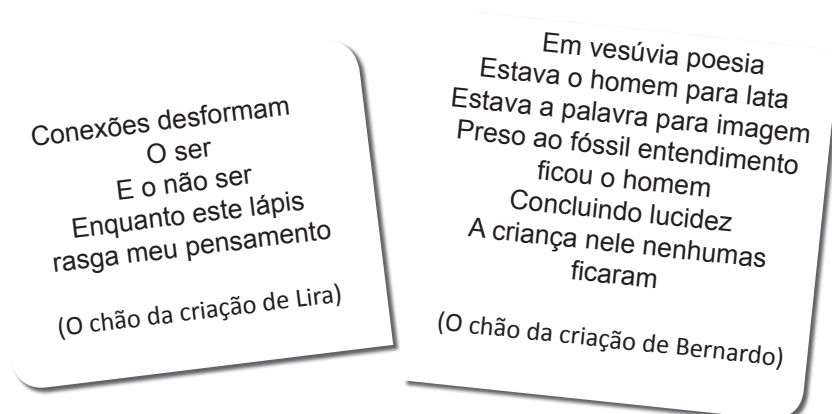 Conexões desformam
O ser
E o não ser
Enquanto este lápis
rasga meu pensamento
(O chão da criação de Lira)
Em vesúvia poesia
Estava o homem para lata
Estava a palavra para imagem
Preso ao fóssil entendimento
ficou o homem
Concluindo lucidez
A criança nele nenhumas
ficaram
(O chão da criação de Bernardo)